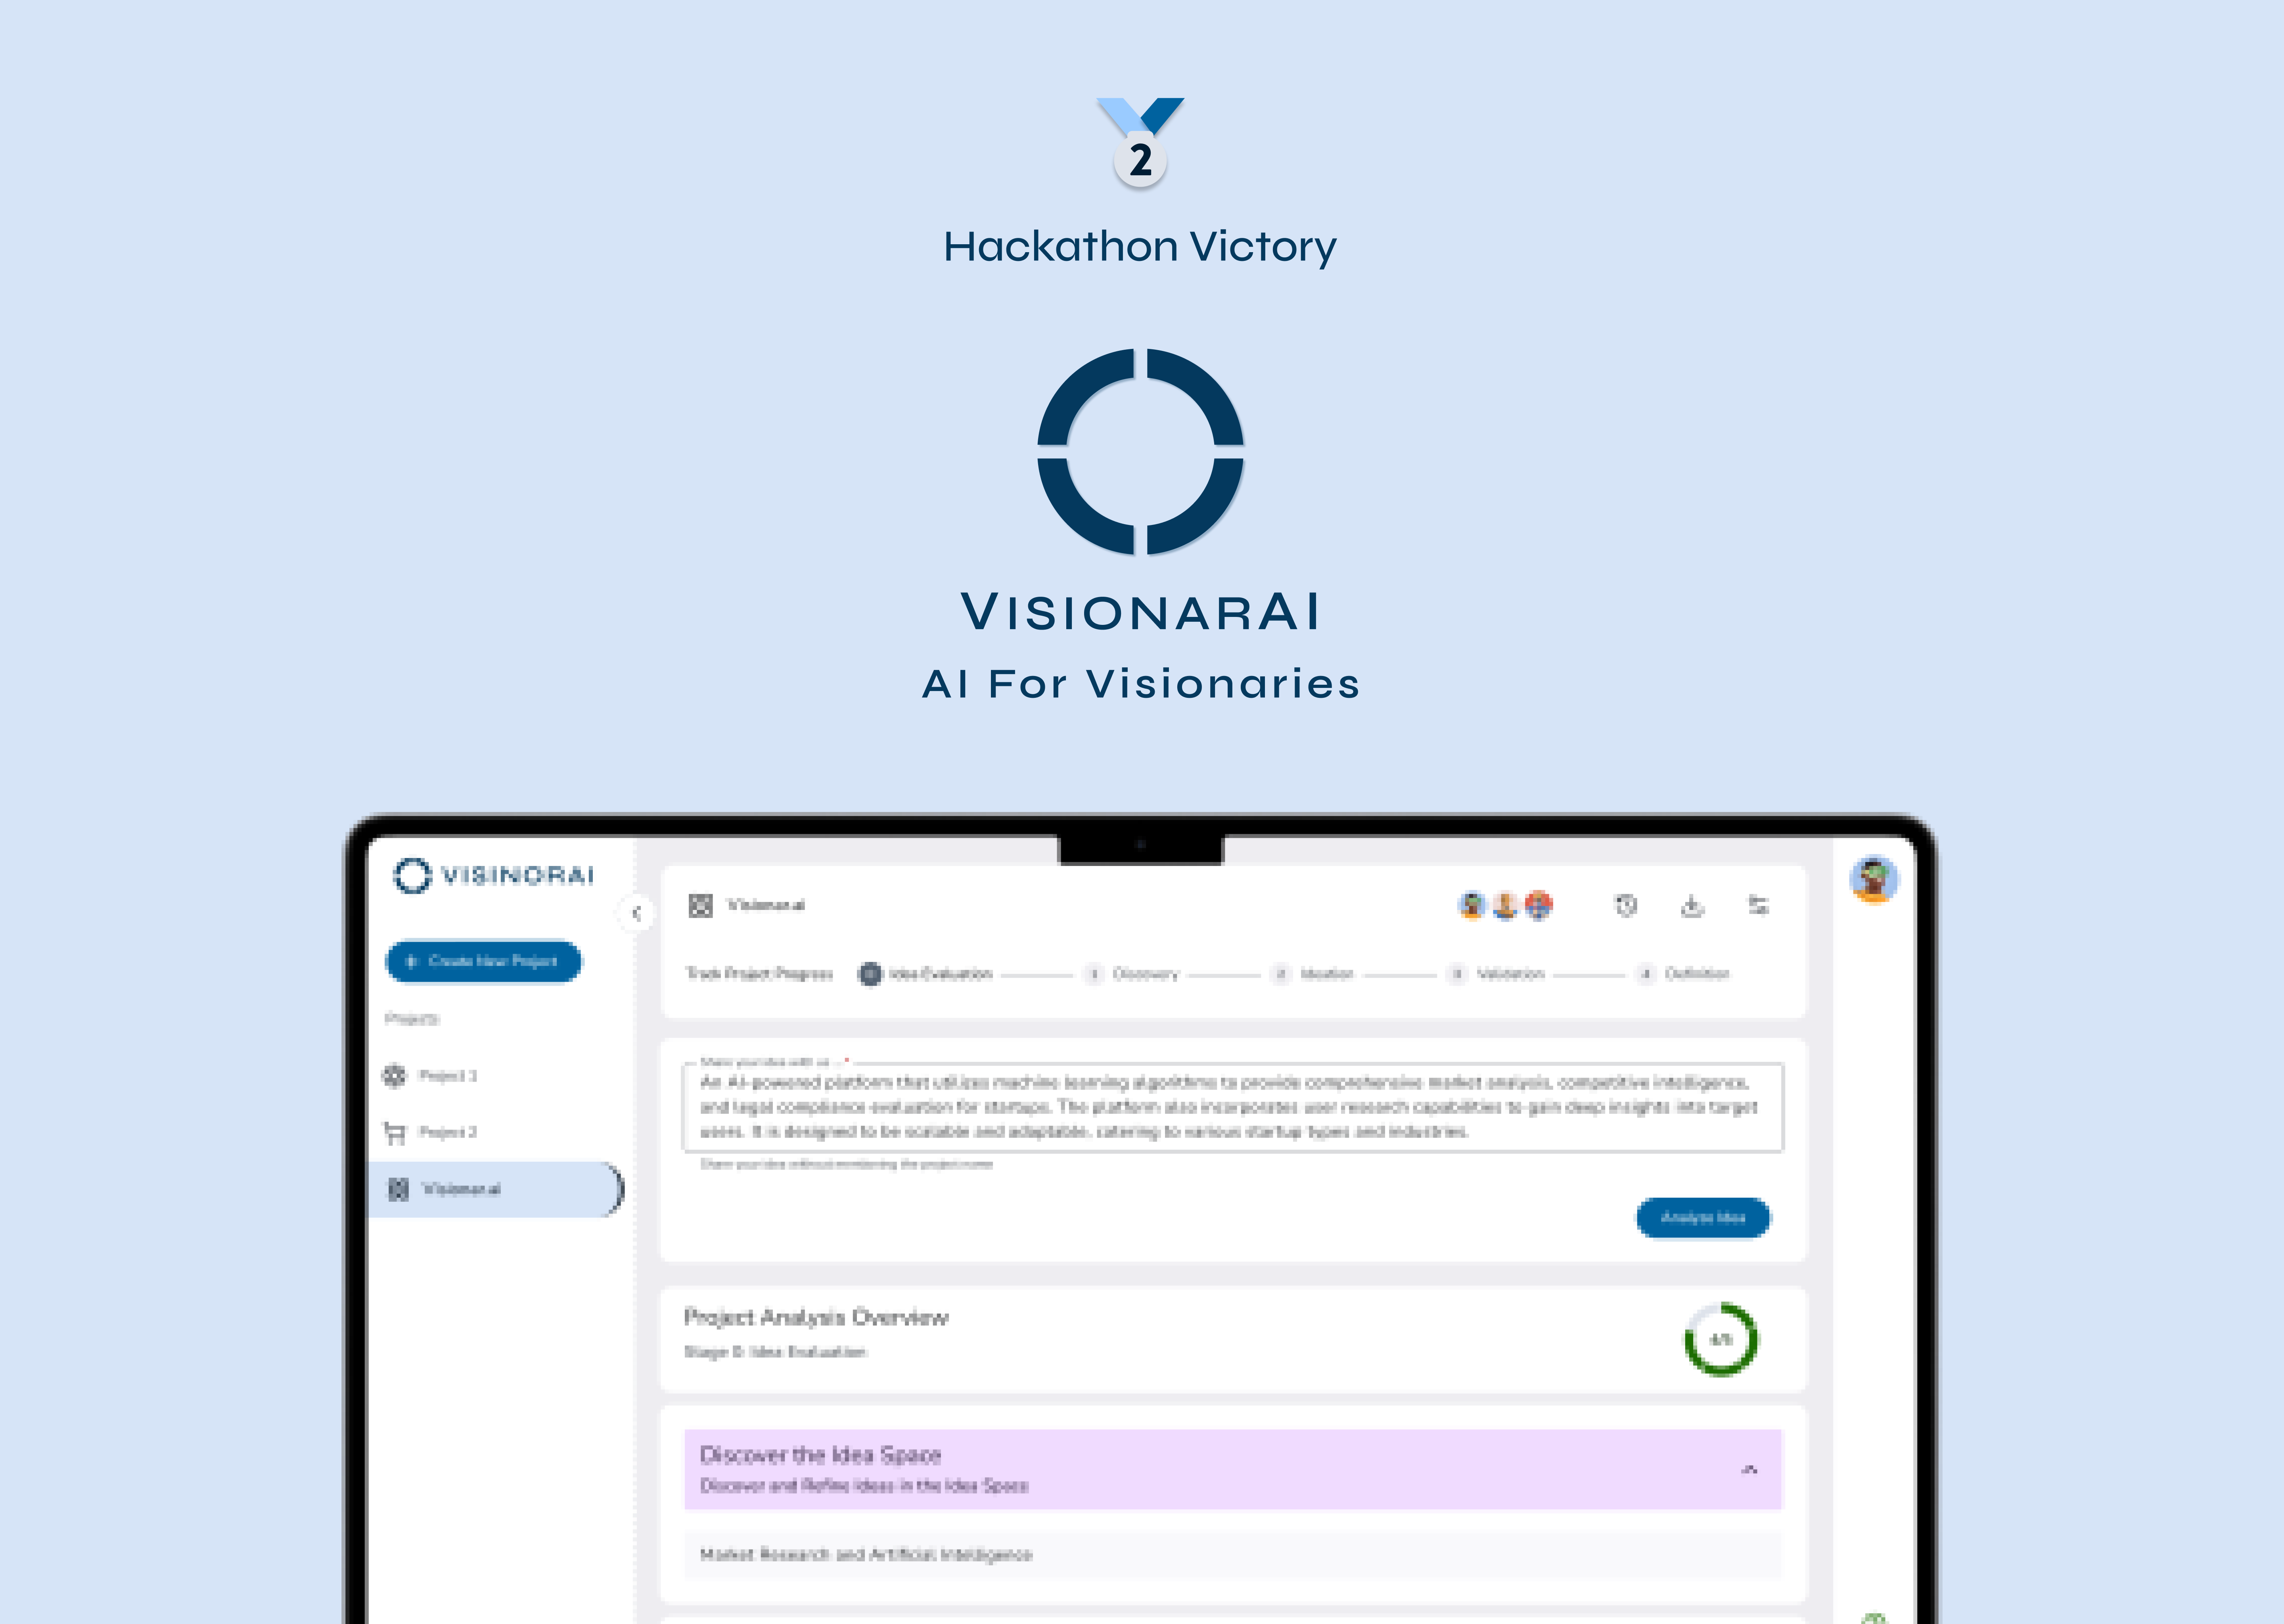 2
Hackathon Victory
VISIONARAI
AI For Visionaries
VISINORAI
Visionarai
+ Create New Project
Track Project Progress
Idea Evaluation
1 Discovery
2 Ideation
3 Validation
4 Definition
Projects
Project 1
Project 2
Visionarai
Share your idea with us ... *
An AI-powered platform that utilizes machine learning algorithms to provide comprehensive market analysis, competitive intelligence,
and legal compliance evaluation for startups. The platform also incorporates user research capabilities to gain deep insights into target
users. It is designed to be scalable and adaptable, catering to various startup types and industries.
Share your idea without mentioning the project name
Analyze Idea
Project Analysis Overview
Stage 0: Idea Evaluation
4/5
Discover the Idea Space
Discover and Refine Ideas in the Idea Space
Market Research and Artificial Intelligence